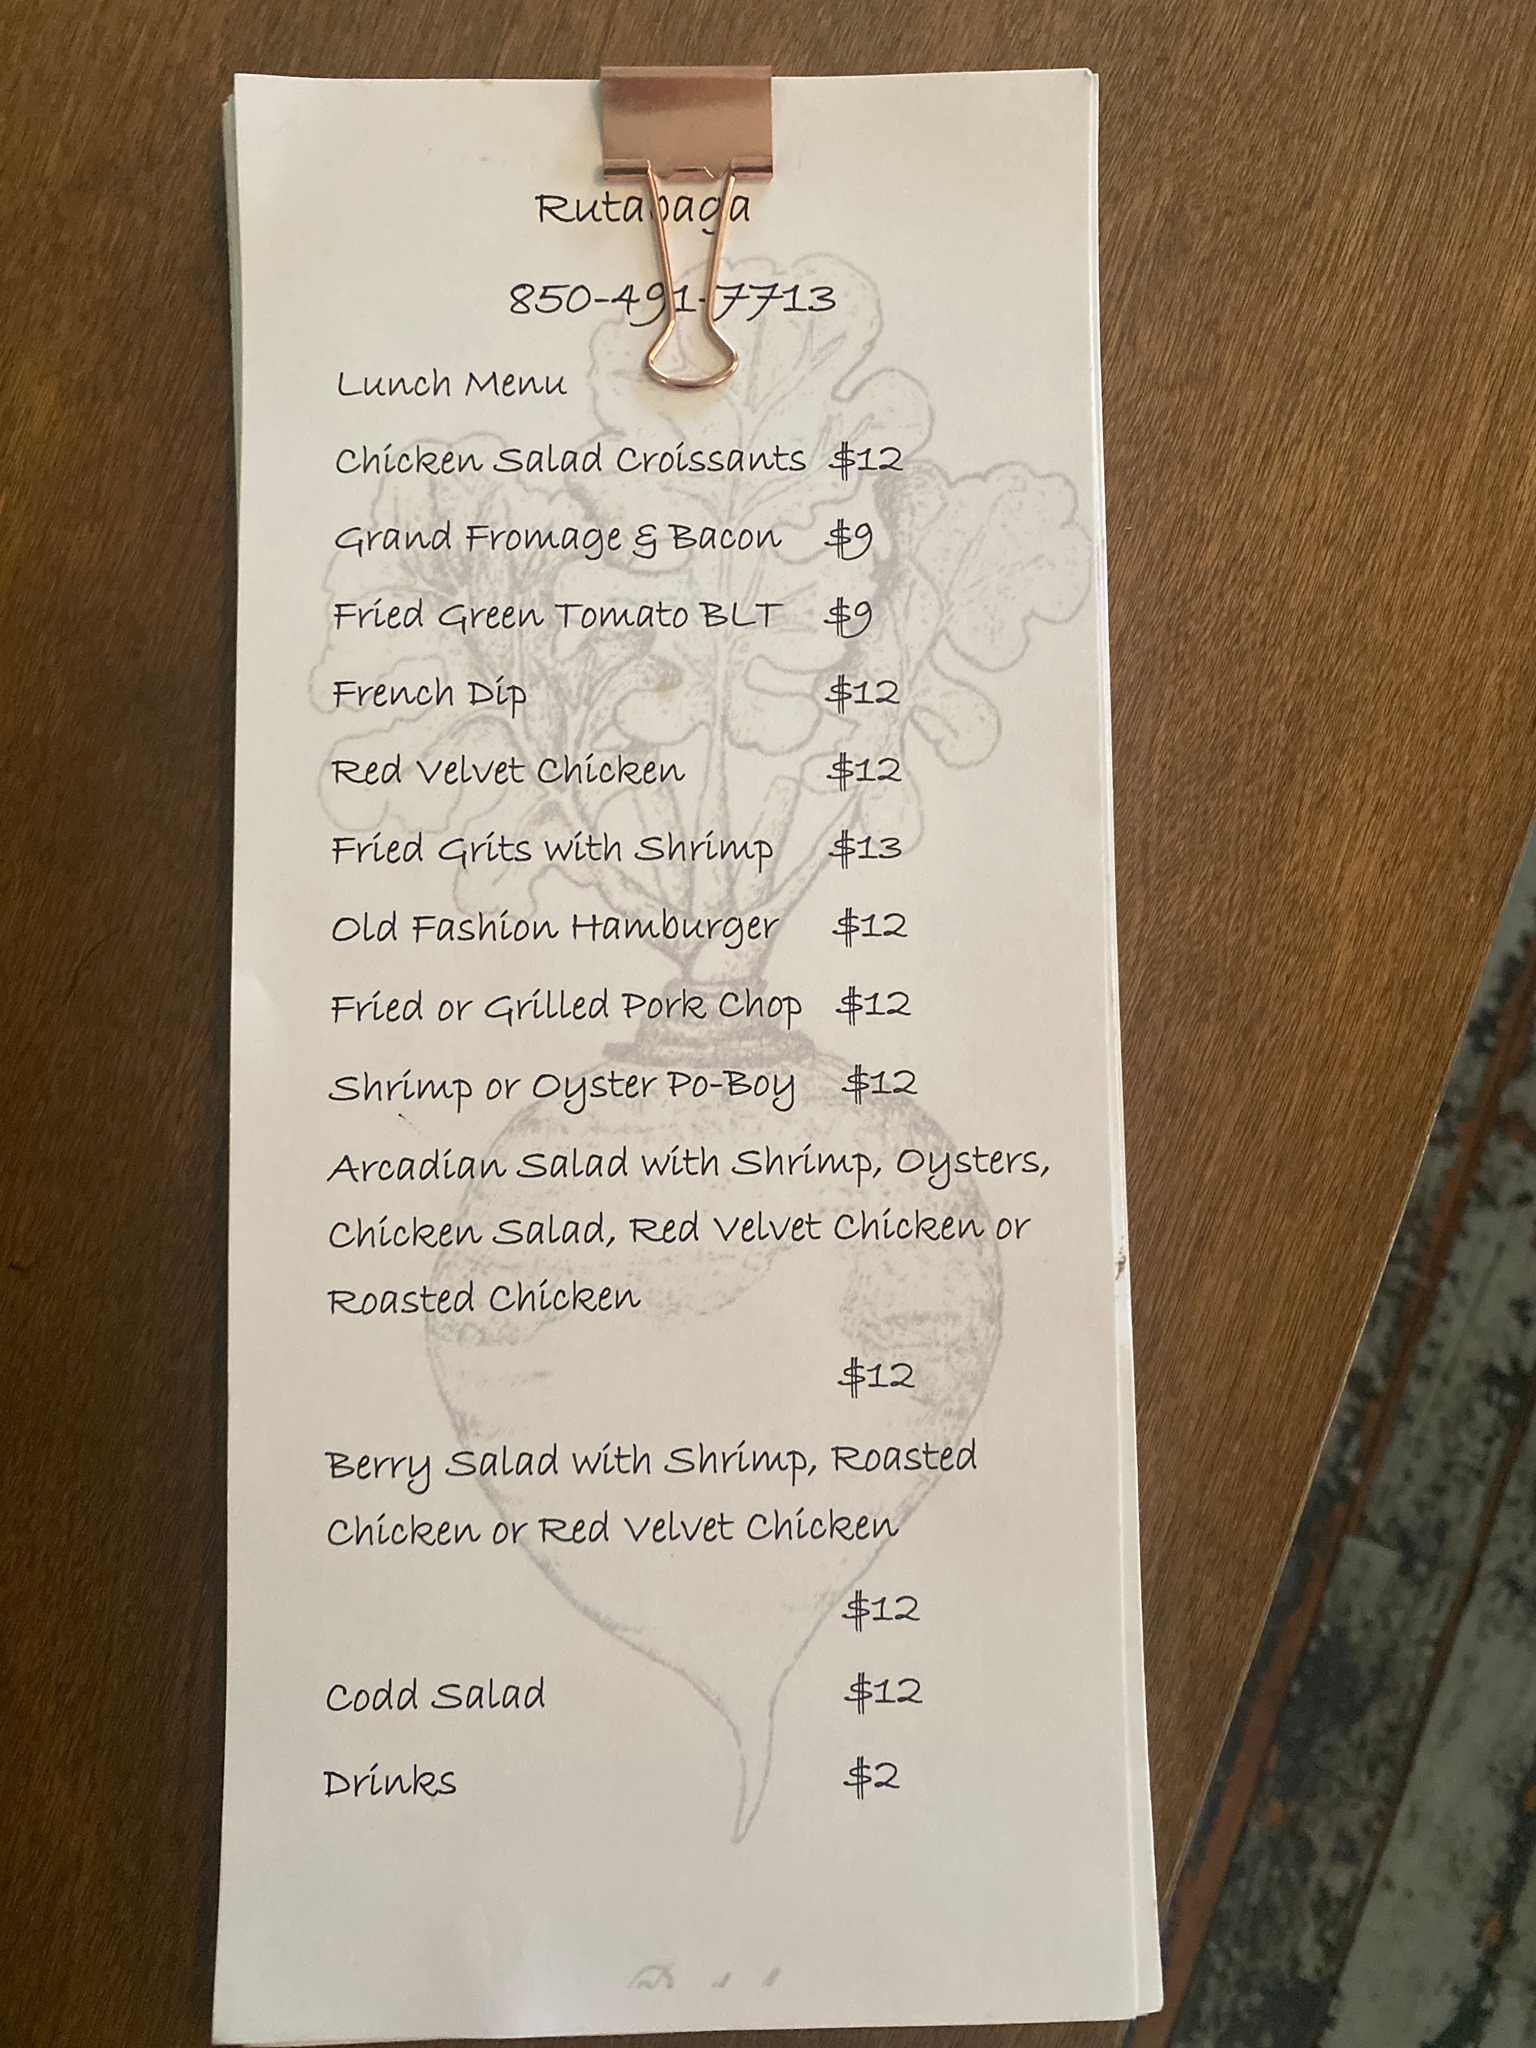 Rutabaga
850-491-7713
Lunch Menu
Chicken Salad Croissants $12
Grand Fromage & Bacon $9
Fried Green Tomato BLT $9
French Dip $12
Red Velvet Chicken $12
Fried Grits with Shrimp $13
Old Fashion Hamburger $12
Fried or Grilled Pork Chop $12
Shrimp or Oyster Po-Boy $12
Arcadian Salad with Shrimp, Oysters,
Chicken Salad, Red Velvet Chicken or
Roasted Chicken
$12
Berry Salad with Shrimp, Roasted
Chicken or Red Velvet Chicken
$12
Codd Salad $12
Drinks $2